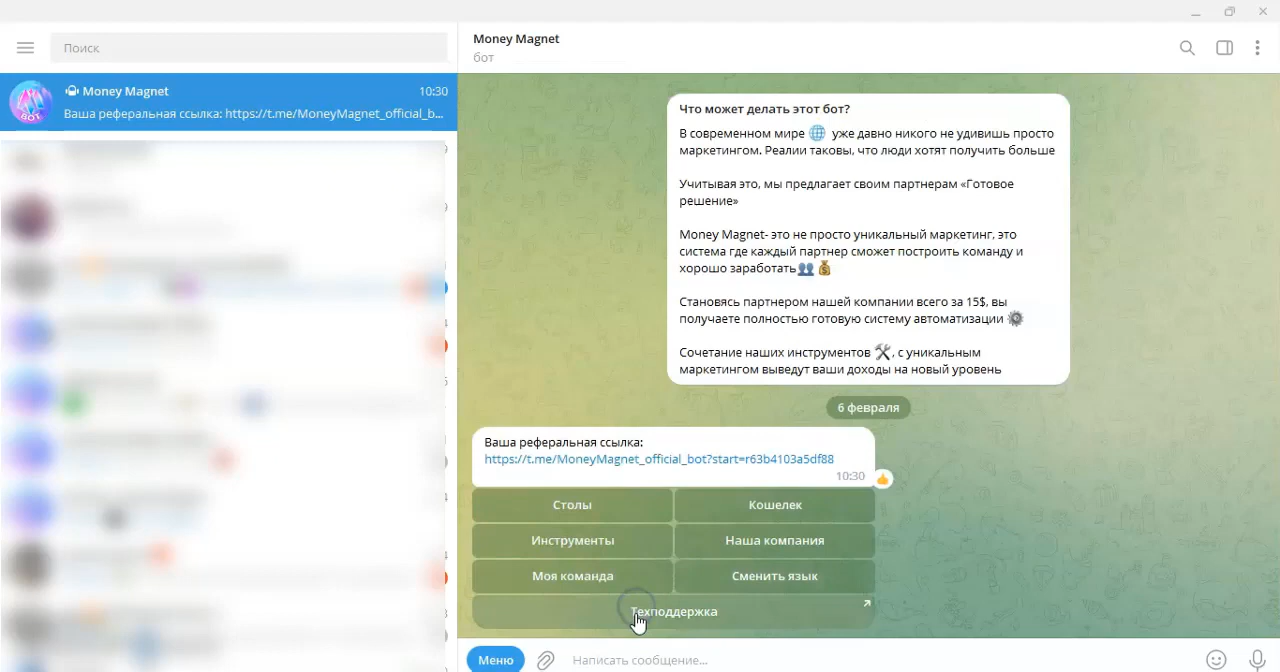 Поиск
Money Magnet
10:30
Ваша реферальная ссылка: https://t.me/MoneyMagnet_official_b...
Money Magnet
бот
Что может делать этот бот?
В современном мире 🌐 уже давно никого не удивишь просто
маркетингом. Реалии таковы, что люди хотят получить больше
Учитывая это, мы предлагает своим партнерам «Готовое
решение»
Money Magnet- это не просто уникальный маркетинг, это
система где каждый партнер сможет построить команду и
хорошо заработать👥 💰
Становясь партнером нашей компании всего за 15$, вы
получаете полностью готовую систему автоматизации ⚙️
Сочетание наших инструментов 🛠, с уникальным
маркетингом выведут ваши доходы на новый уровень
6 февраля
Ваша реферальная ссылка:
https://t.me/MoneyMagnet_official_bot?start=r63b4103a5df88
10:30
Столы
Кошелек
Инструменты
Наша компания
Моя команда
Сменить язык
Техподдержка
Меню
Написать сообщение...